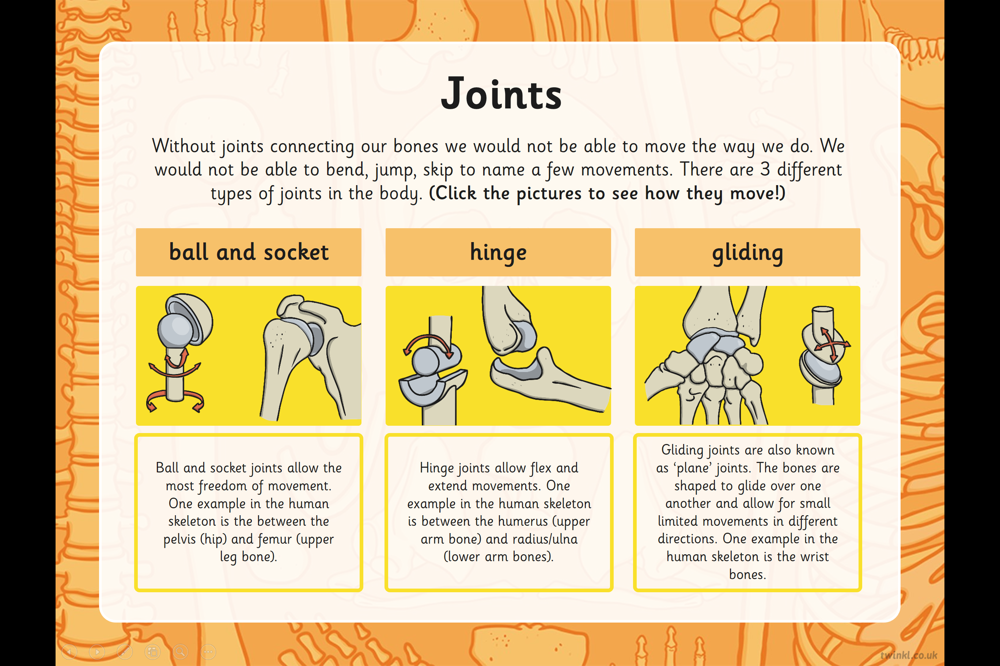 Joints
Without joints connecting our bones we would not be able to move the way we do. We
would not be able to bend, jump, skip to name a few movements. There are 3 different
types of joints in the body. (Click the pictures to see how they move!)
ball and socket
hinge
gliding
Ball and socket joints allow the
most freedom of movement.
One example in the human
skeleton is the between the
pelvis (hip) and femur (upper
leg bone).
Hinge joints allow flex and
extend movements. One
example in the human skeleton
is between the humerus (upper
arm bone) and radius/ulna
(lower arm bones).
Gliding joints are also known
as ‘plane’ joints. The bones are
shaped to glide over one
another and allow for small
limited movements in different
directions. One example in the
human skeleton is the wrist
bones.
twinkl.co.uk